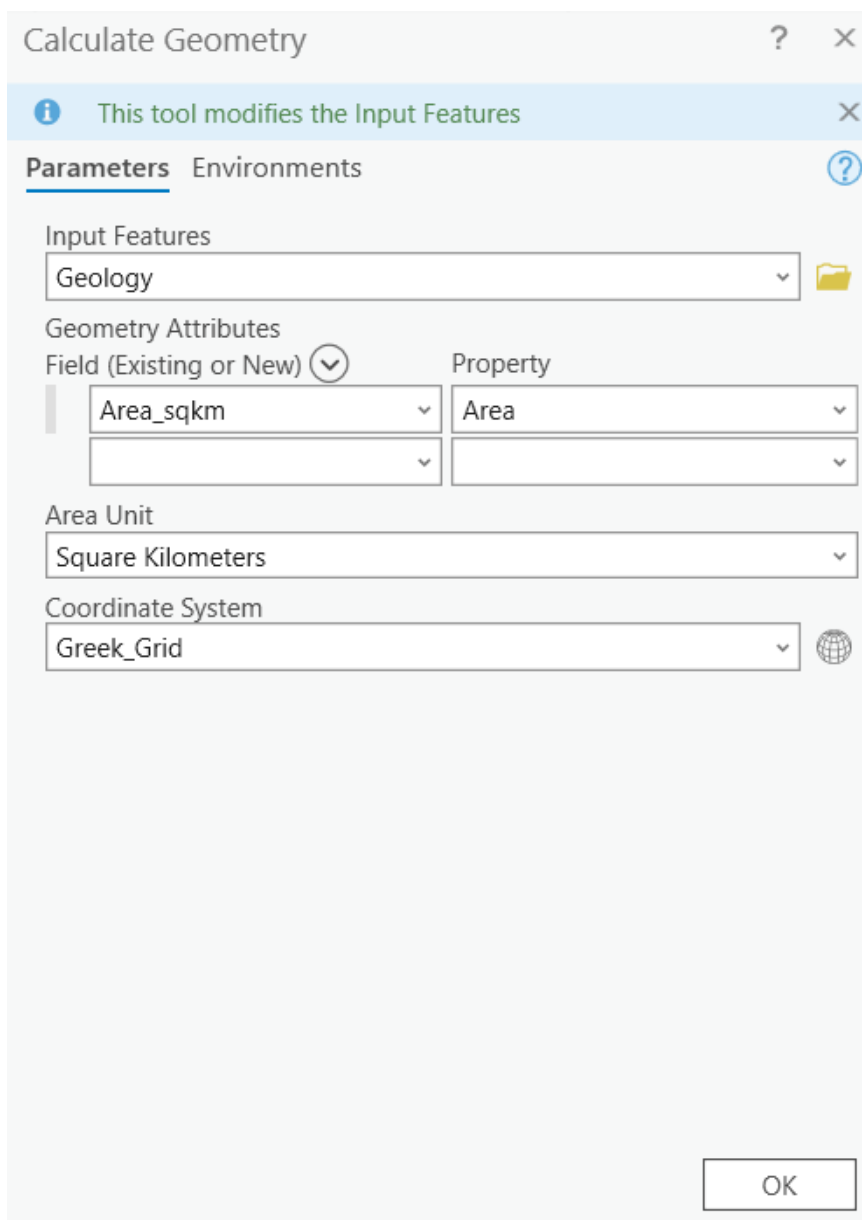 Calculate Geometry ? ×
This tool modifies the Input Features ×
Parameters Environments ?
Input Features
Geology
Geometry Attributes
Field (Existing or New) Property
Area_sqkm Area
Area Unit
Square Kilometers
Coordinate System
Greek_Grid
OK